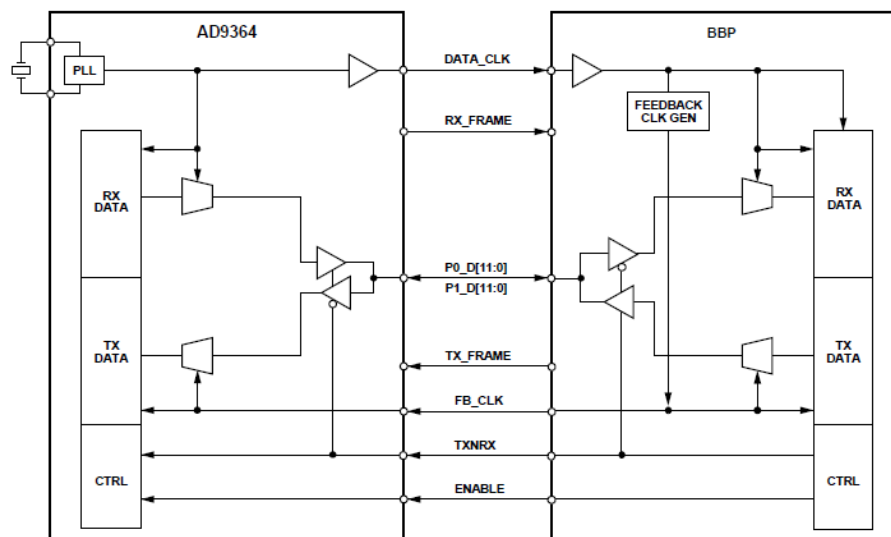 AD9364
BBP
PLL
DATA_CLK
FEEDBACK
CLK GEN
RX_FRAME
RX
DATA
RX
DATA
P0_D[11:0]
P1_D[11:0]
TX
DATA
TX
DATA
TX_FRAME
FB_CLK
TXNRX
CTRL
CTRL
ENABLE